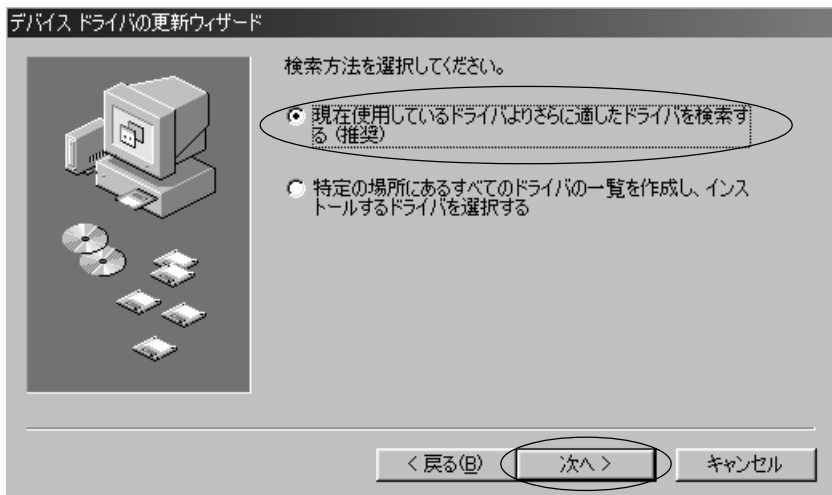 デバイス ドライバの更新ウィザード
検索方法を選択してください。
現在使用しているドライバよりさらに適したドライバを検索す
る (推奨)
特定の場所にあるすべてのドライバの一覧を作成し、インス
トールするドライバを選択する
< 戻る(B)
次へ >
キャンセル